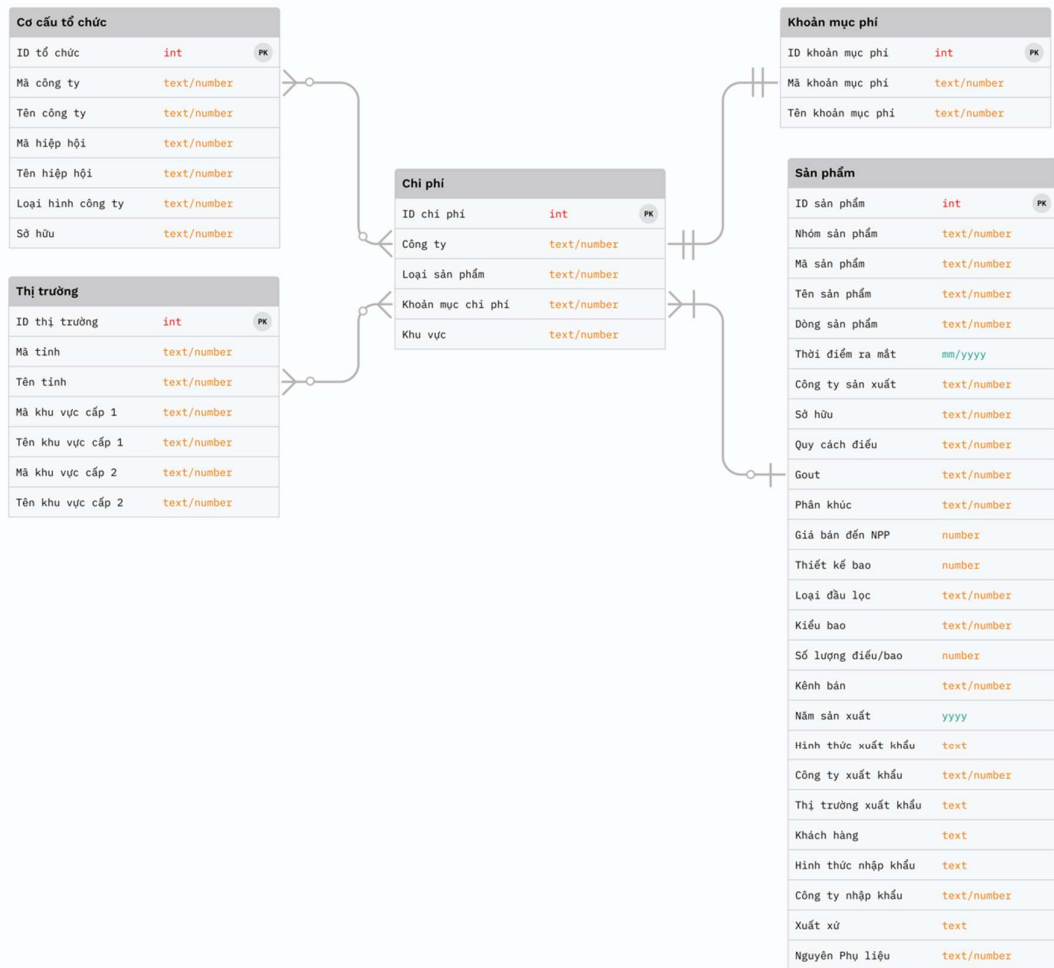 Cơ cấu tổ chức
ID tổ chức int PK
Mã công ty text/number
Tên công ty text/number
Mã hiệp hội text/number
Tên hiệp hội text/number
Loại hình công ty text/number
Sở hữu text/number
Thị trường
ID thị trường int PK
Mã tỉnh text/number
Tên tỉnh text/number
Mã khu vực cấp 1 text/number
Tên khu vực cấp 1 text/number
Mã khu vực cấp 2 text/number
Tên khu vực cấp 2 text/number
Chi phí
ID chi phí int PK
Công ty text/number
Loại sản phẩm text/number
Khoản mục chi phí text/number
Khu vực text/number
Khoản mục phí
ID khoản mục phí int PK
Mã khoản mục phí text/number
Tên khoản mục phí text/number
Sản phẩm
ID sản phẩm int PK
Nhóm sản phẩm text/number
Mã sản phẩm text/number
Tên sản phẩm text/number
Dòng sản phẩm text/number
Thời điểm ra mắt mm/yyyy
Công ty sản xuất text/number
Sở hữu text/number
Quy cách điếu text/number
Gout text/number
Phân khúc text/number
Giá bán đến NPP number
Thiết kế bao number
Loại đầu lọc text/number
Kiểu bao text/number
Số lượng điếu/bao number
Kênh bán text/number
Năm sản xuất yyyy
Hình thức xuất khẩu text
Công ty xuất khẩu text/number
Thị trường xuất khẩu text
Khách hàng text
Hình thức nhập khẩu text
Công ty nhập khẩu text/number
Xuất xứ text
Nguyên Phụ liệu text/number